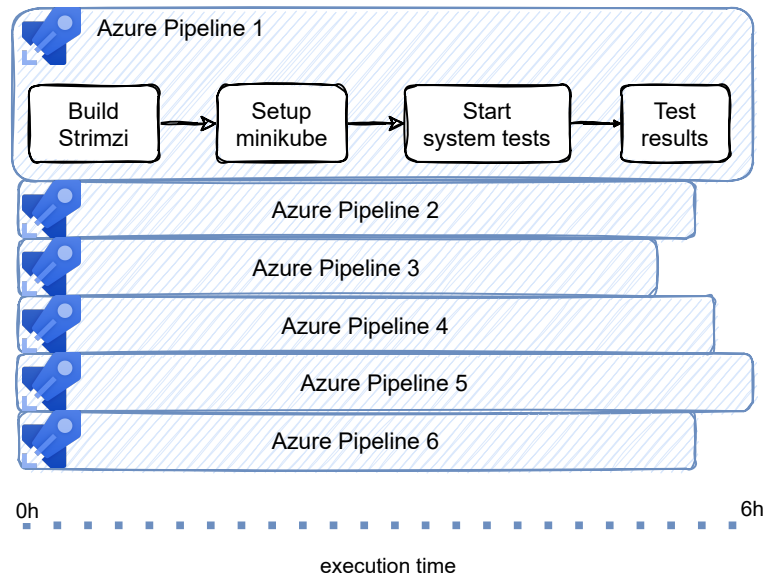 Azure Pipeline 1
Build
Strimzi
Setup
minikube
Start
system tests
Test
results
Azure Pipeline 2
Azure Pipeline 3
Azure Pipeline 4
Azure Pipeline 5
Azure Pipeline 6
0h
6h
execution time